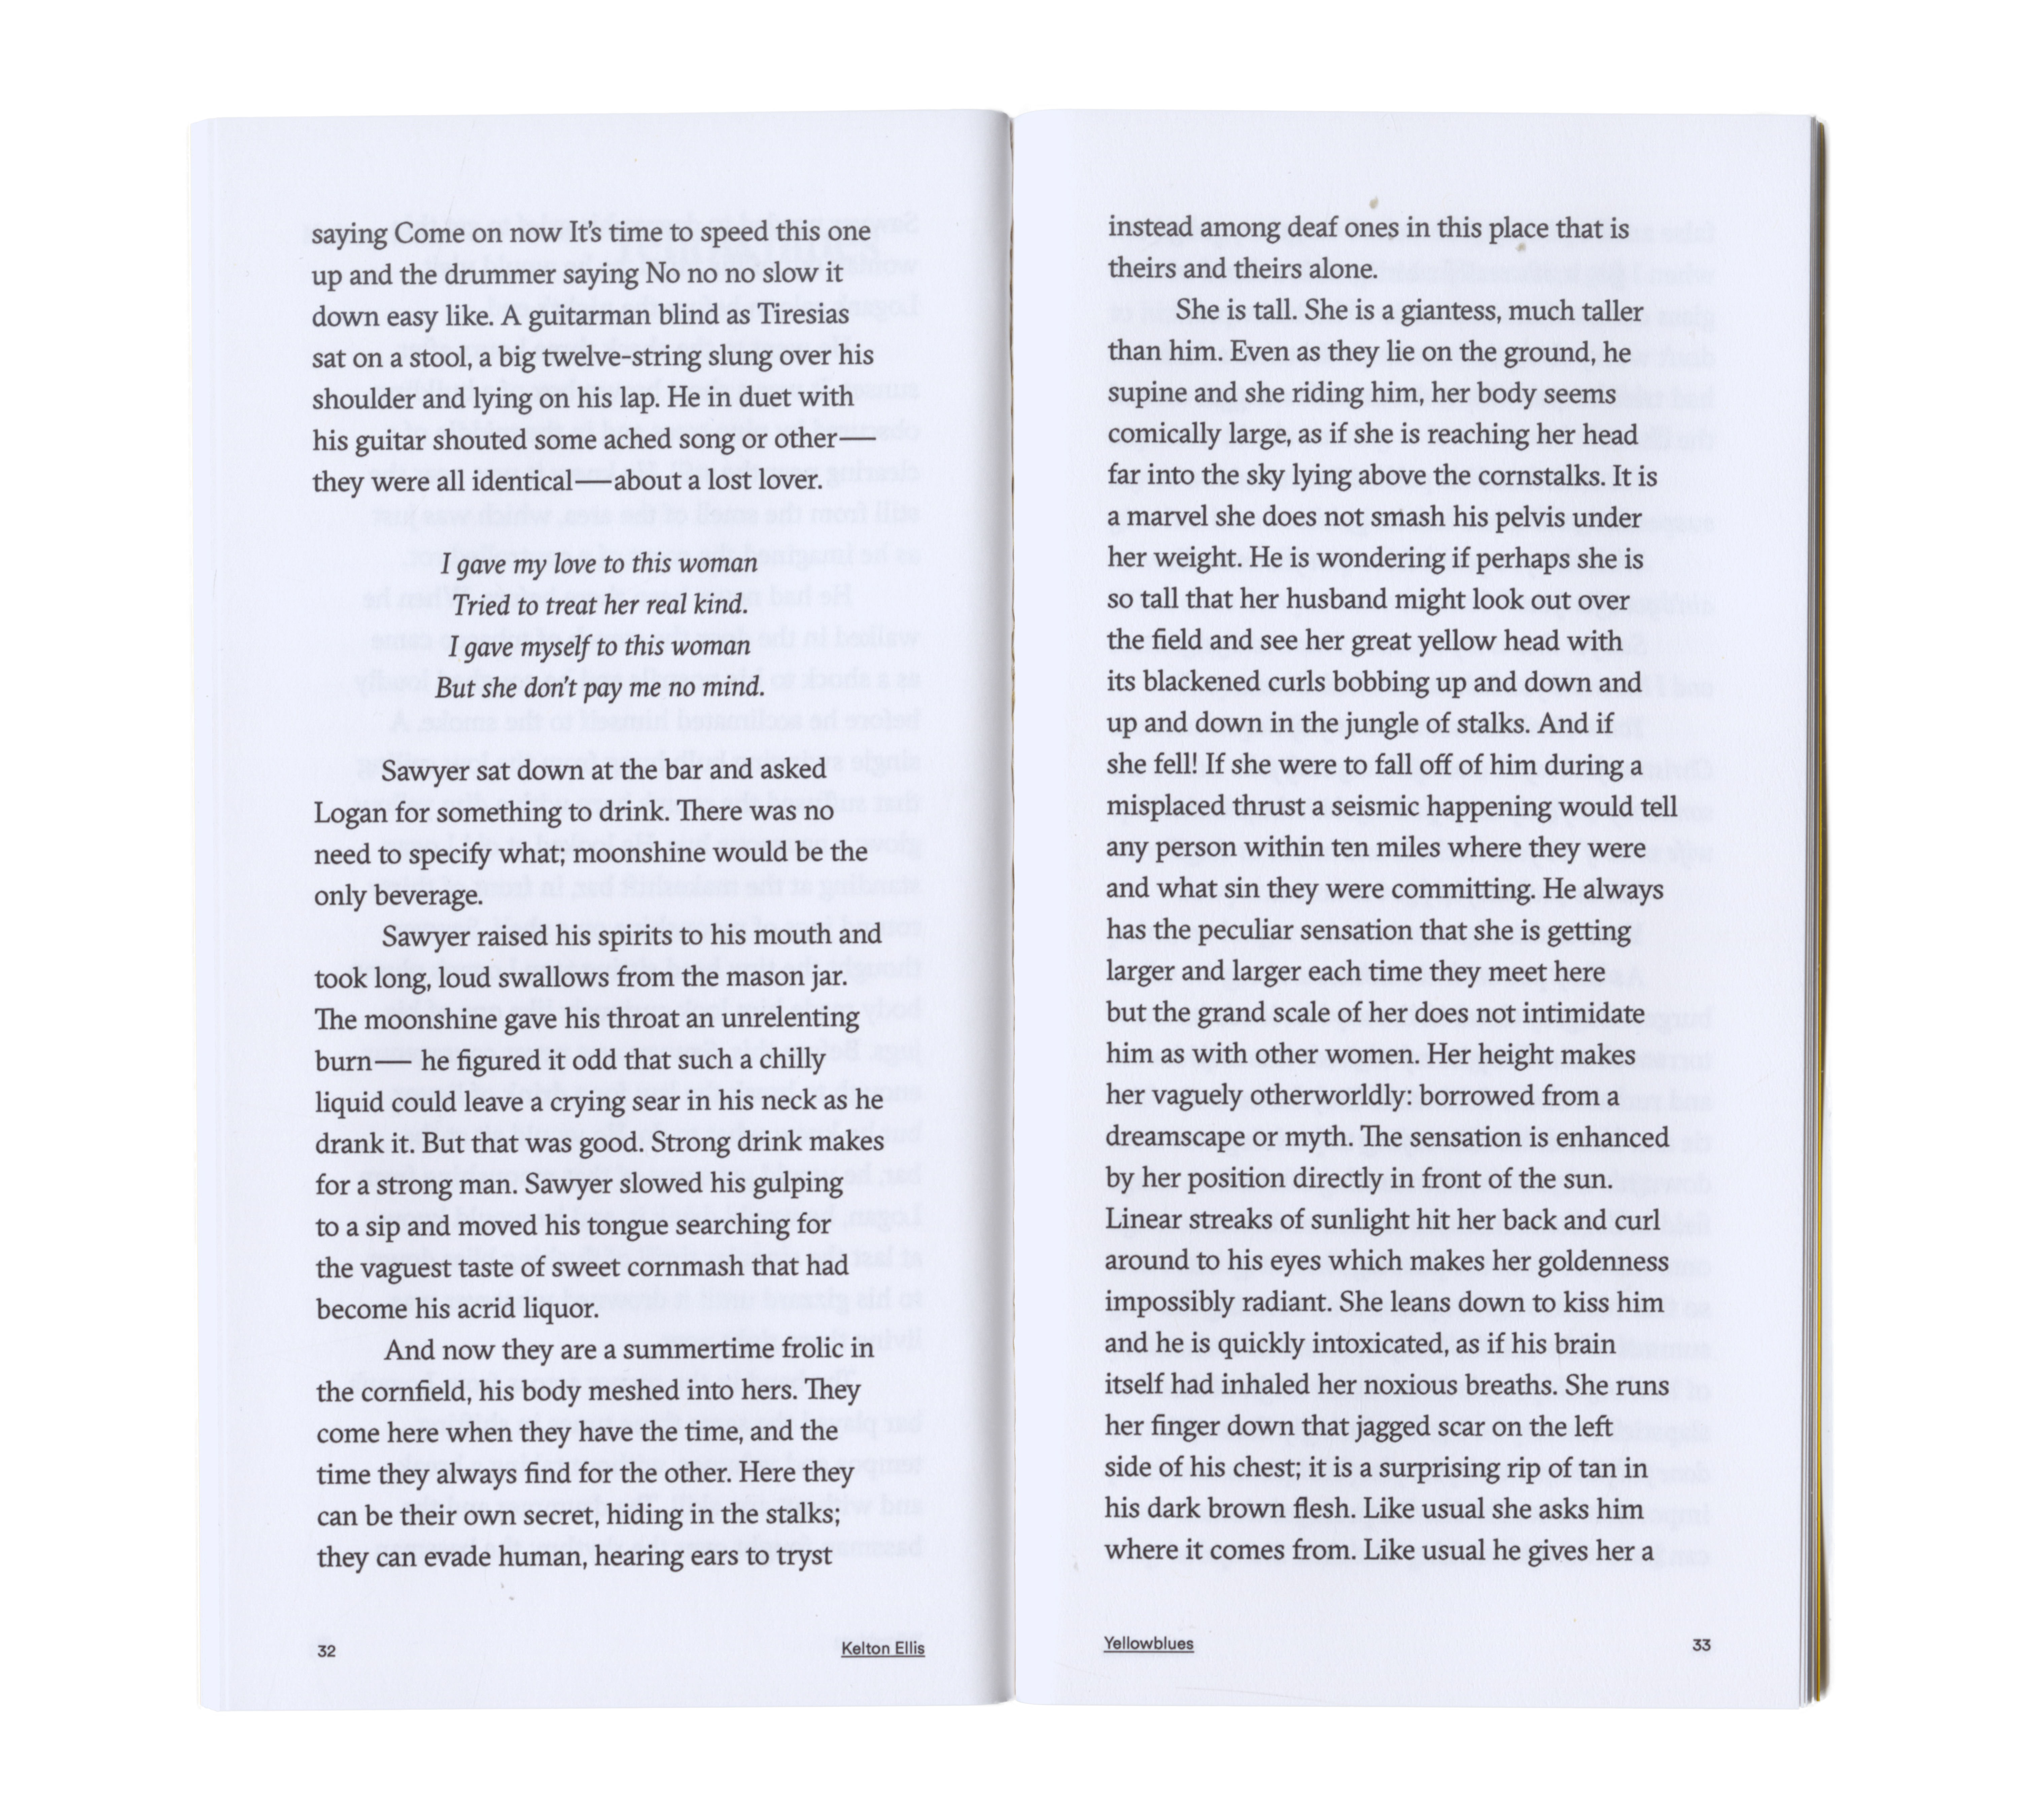 saying Come on now It’s time to speed this one
up and the drummer saying No no no slow it
down easy like. A guitarman blind as Tiresias
sat on a stool, a big twelve-string slung over his
shoulder and lying on his lap. He in duet with
his guitar shouted some ached song or other—
they were all identical—about a lost lover.
I gave my love to this woman
Tried to treat her real kind.
I gave myself to this woman
But she don’t pay me no mind.
Sawyer sat down at the bar and asked
Logan for something to drink. There was no
need to specify what; moonshine would be the
only beverage.
Sawyer raised his spirits to his mouth and
took long, loud swallows from the mason jar.
The moonshine gave his throat an unrelenting
burn— he figured it odd that such a chilly
liquid could leave a crying sear in his neck as he
drank it. But that was good. Strong drink makes
for a strong man. Sawyer slowed his gulping
to a sip and moved his tongue searching for
the vaguest taste of sweet cornmash that had
become his acrid liquor.
And now they are a summertime frolic in
the cornfield, his body meshed into hers. They
come here when they have the time, and the
time they always find for the other. Here they
can be their own secret, hiding in the stalks;
they can evade human, hearing ears to tryst
32
Kelton Ellis
instead among deaf ones in this place that is
theirs and theirs alone.
She is tall. She is a giantess, much taller
than him. Even as they lie on the ground, he
supine and she riding him, her body seems
comically large, as if she is reaching her head
far into the sky lying above the cornstalks. It is
a marvel she does not smash his pelvis under
her weight. He is wondering if perhaps she is
so tall that her husband might look out over
the field and see her great yellow head with
its blackened curls bobbing up and down and
up and down in the jungle of stalks. And if
she fell! If she were to fall off of him during a
misplaced thrust a seismic happening would tell
any person within ten miles where they were
and what sin they were committing. He always
has the peculiar sensation that she is getting
larger and larger each time they meet here
but the grand scale of her does not intimidate
him as with other women. Her height makes
her vaguely otherworldly: borrowed from a
dreamscape or myth. The sensation is enhanced
by her position directly in front of the sun.
Linear streaks of sunlight hit her back and curl
around to his eyes which makes her goldenness
impossibly radiant. She leans down to kiss him
and he is quickly intoxicated, as if his brain
itself had inhaled her noxious breaths. She runs
her finger down that jagged scar on the left
side of his chest; it is a surprising rip of tan in
his dark brown flesh. Like usual she asks him
where it comes from. Like usual he gives her a
Yellowblues
33